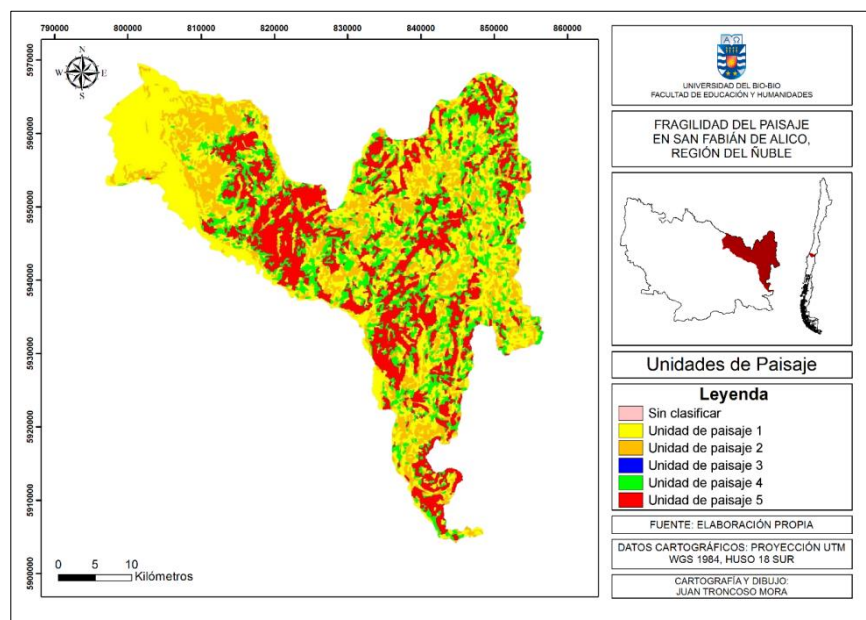 790000 800000 810000 820000 830000 840000 850000 860000
5970000
5960000
5950000
5940000
5930000
5920000
5910000
5900000
N
W E
S
0 5 10
Kilómetros
UNIVERSIDAD DEL BIO-BIO
FACULTAD DE EDUCACIÓN Y HUMANIDADES
FRAGILIDAD DEL PAISAJE
EN SAN FABIÁN DE ALICO,
REGIÓN DEL ÑUBLE
Unidades de Paisaje
Leyenda
Sin clasificar
Unidad de paisaje 1
Unidad de paisaje 2
Unidad de paisaje 3
Unidad de paisaje 4
Unidad de paisaje 5
FUENTE: ELABORACIÓN PROPIA
DATOS CARTOGRÁFICOS: PROYECCIÓN UTM
WGS 1984, HUSO 18 SUR
CARTOGRAFÍA Y DIBUJO:
JUAN TRONCOSO MORA